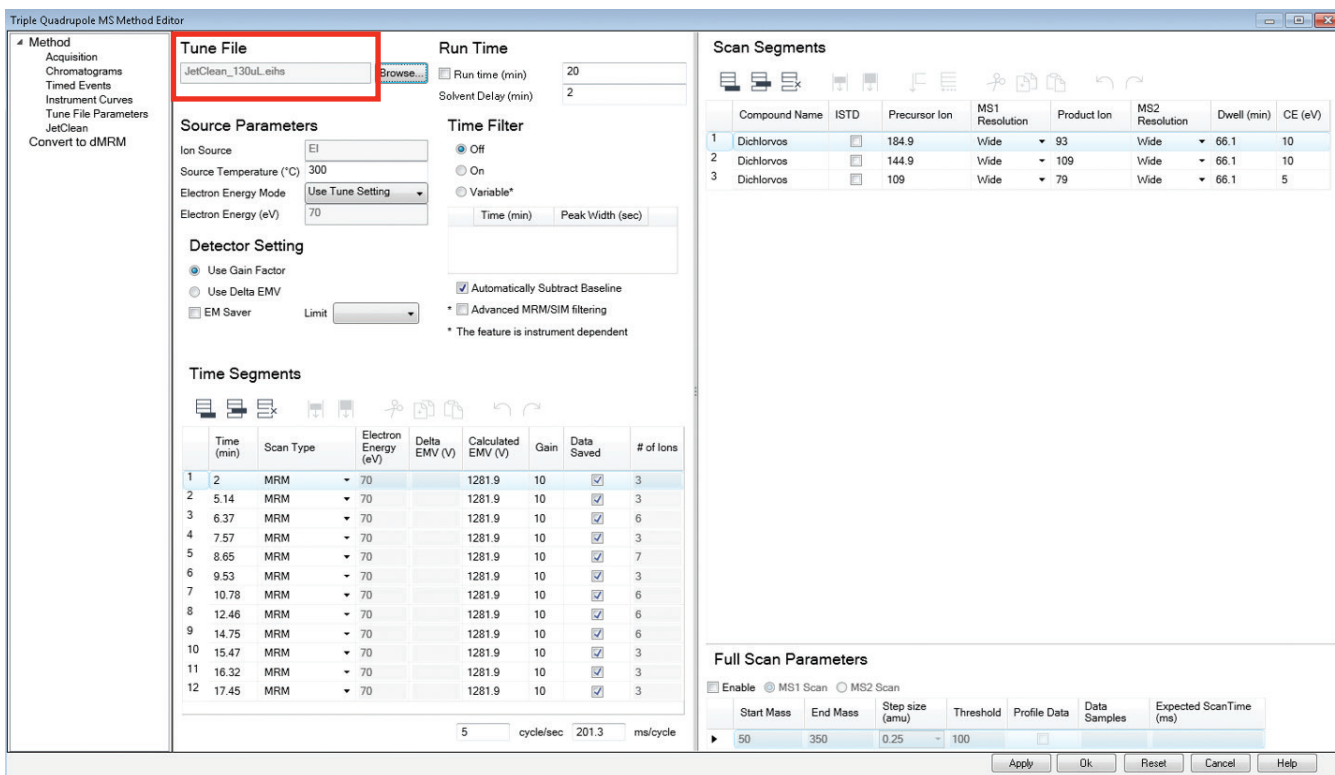 Triple Quadrupole MS Method Editor
Method
Acquisition
Chromatograms
Timed Events
Instrument Curves
Tune File Parameters
JetClean
Convert to dMRM
Tune File
JetClean_130uL.eihs Browse...
Source Parameters
Ion Source EI
Source Temperature (°C) 300
Electron Energy Mode Use Tune Setting
Electron Energy (eV) 70
Detector Setting
Use Gain Factor
Use Delta EMV
EM Saver Limit
Run Time
Run time (min) 20
Solvent Delay (min) 2
Time Filter
Off
On
Variable*
Time (min) Peak Width (sec)
Automatically Subtract Baseline
* Advanced MRM/SIM filtering
* The feature is instrument dependent
Time Segments
Time (min) Scan Type Electron Energy (eV) Delta EMV (V) Calculated EMV (V) Gain Data Saved # of Ions
1 2 MRM 70 1281.9 10 3
2 5.14 MRM 70 1281.9 10 3
3 6.37 MRM 70 1281.9 10 6
4 7.57 MRM 70 1281.9 10 3
5 8.65 MRM 70 1281.9 10 7
6 9.53 MRM 70 1281.9 10 3
7 10.78 MRM 70 1281.9 10 6
8 12.46 MRM 70 1281.9 10 6
9 14.75 MRM 70 1281.9 10 6
10 15.47 MRM 70 1281.9 10 3
11 16.32 MRM 70 1281.9 10 3
12 17.45 MRM 70 1281.9 10 3
5 cycle/sec 201.3 ms/cycle
Scan Segments
Compound Name ISTD Precursor Ion MS1 Resolution Product Ion MS2 Resolution Dwell (min) CE (eV)
1 Dichlorvos 184.9 Wide 93 Wide 66.1 10
2 Dichlorvos 144.9 Wide 109 Wide 66.1 10
3 Dichlorvos 109 Wide 79 Wide 66.1 5
Full Scan Parameters
Enable MS1 Scan MS2 Scan
Start Mass End Mass Step size (amu) Threshold Profile Data Data Samples Expected ScanTime (ms)
50 350 0.25 100
Apply Ok Reset Cancel Help